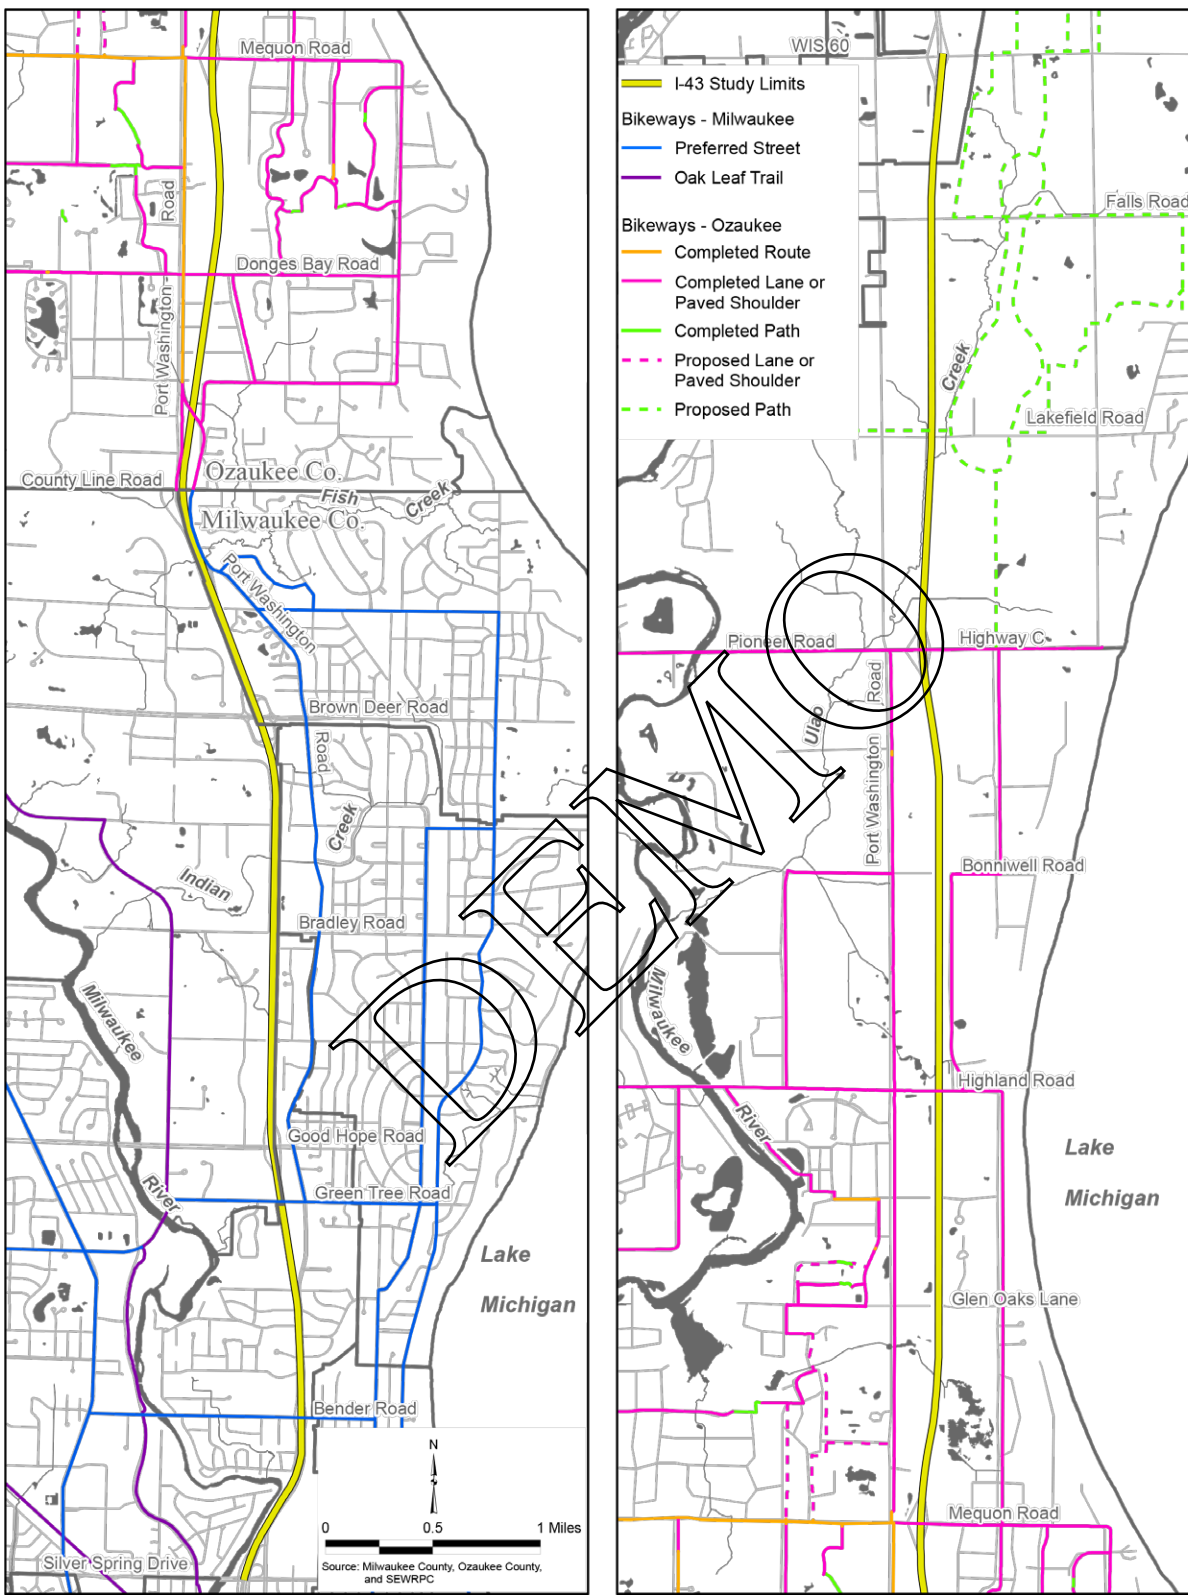 Mequon Road
Port Washington
Road
Donges Bay Road
County Line Road
Ozaukee Co.
Fish
Creek
Milwaukee Co.
Port Washington
Road
Brown Deer Road
Creek
Indian
Bradley Road
Milwaukee
River
Good Hope Road
Green Tree Road
Lake
Michigan
Bender Road
Silver Spring Drive
N
0 0.5 1 Miles
Source: Milwaukee County, Ozaukee County,
and SEWRPC
WIS 60
I-43 Study Limits
Bikeways - Milwaukee
Preferred Street
Oak Leaf Trail
Bikeways - Ozaukee
Completed Route
Completed Lane or
Paved Shoulder
Completed Path
Proposed Lane or
Paved Shoulder
Proposed Path
Falls Road
Creek
Lakefield Road
Pioneer Road
Highway C
Ulao
Port Washington
Road
Bonniwell Road
Milwaukee
River
Highland Road
Lake
Michigan
Glen Oaks Lane
Mequon Road
DEMO